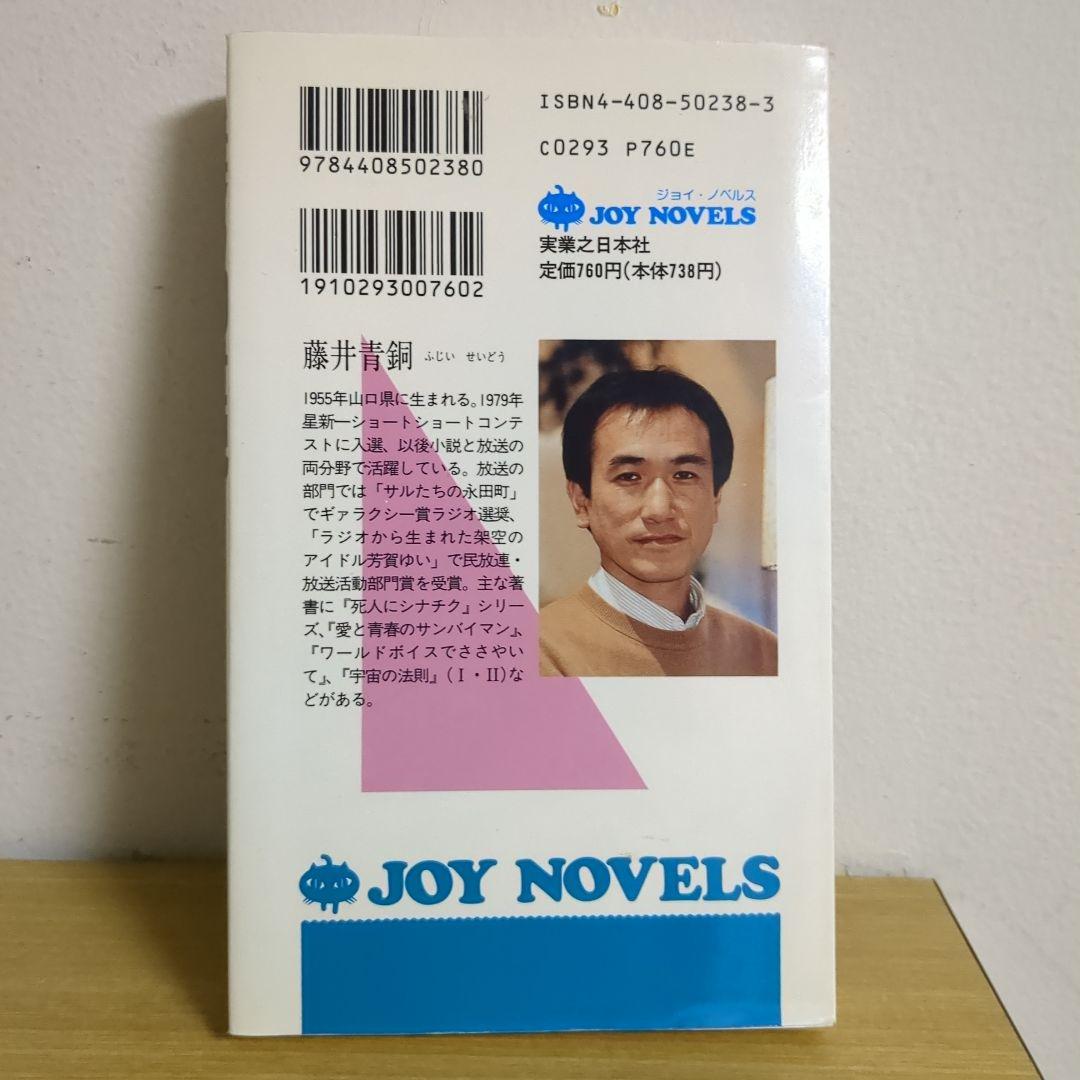 ISBN4-408-50238-3
C0293 P760E
9784408502380
ジョイ・ノベルス
JOY NOVELS
実業之日本社
定価760円(本体738円)
1910293007602
藤井青銅 ふじい せいどう
1955年山口県に生まれる。1979年
星新一ショートショートコンテ
ストに入選、以後小説と放送の
両分野で活躍している。放送の
部門では「サルたちの永田町」
でギァラクシー賞ラジオ選奨、
「ラジオから生まれた架空の
アイドル芳賀ゆい」で民放連・
放送活動部門賞を受賞。主な著
書に『死人にシナチク』シリー
ズ、『愛と青春のサンバイマン』、
『ワールドボイスでささやい
て』、『宇宙の法則』(I・II)な
どがある。
JOY NOVELS